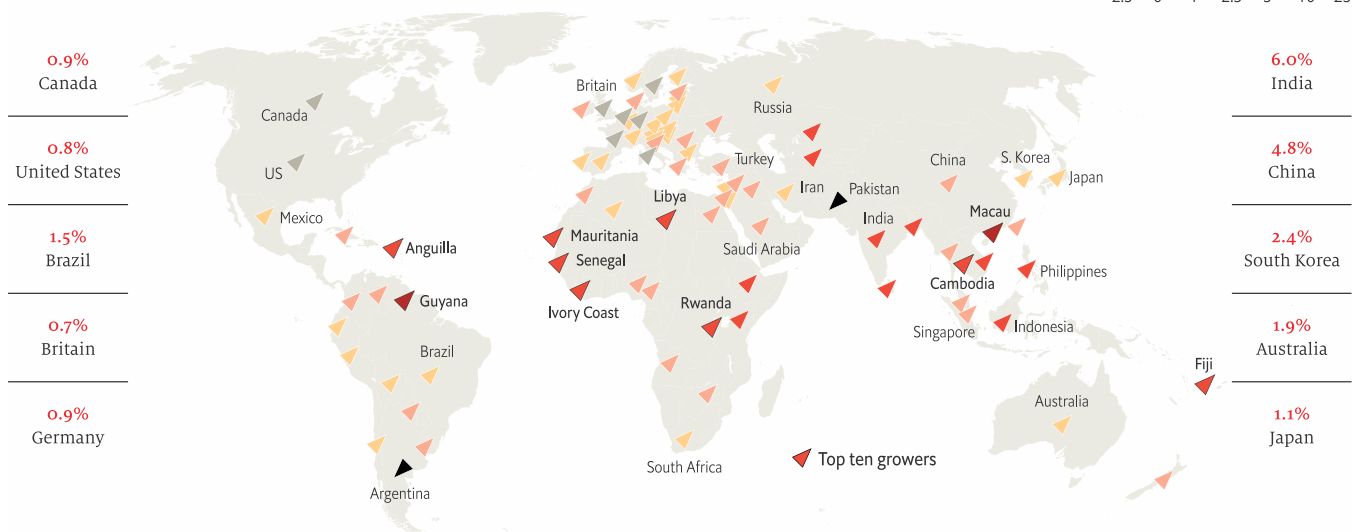 0.9%
Canada
0.8%
United States
1.5%
Brazil
0.7%
Britain
0.9%
Germany
Britain
Russia
Canada
US
Mexico
Anguilla
Guyana
Brazil
Argentina
Libya
Mauritania
Senegal
Ivory Coast
Rwanda
South Africa
Turkey
Iran
Pakistan
Saudi Arabia
India
China
S. Korea
Japan
Macau
Cambodia
Philippines
Singapore
Indonesia
Fiji
Australia
Top ten growers
6.0%
India
4.8%
China
2.4%
South Korea
1.9%
Australia
1.1%
Japan